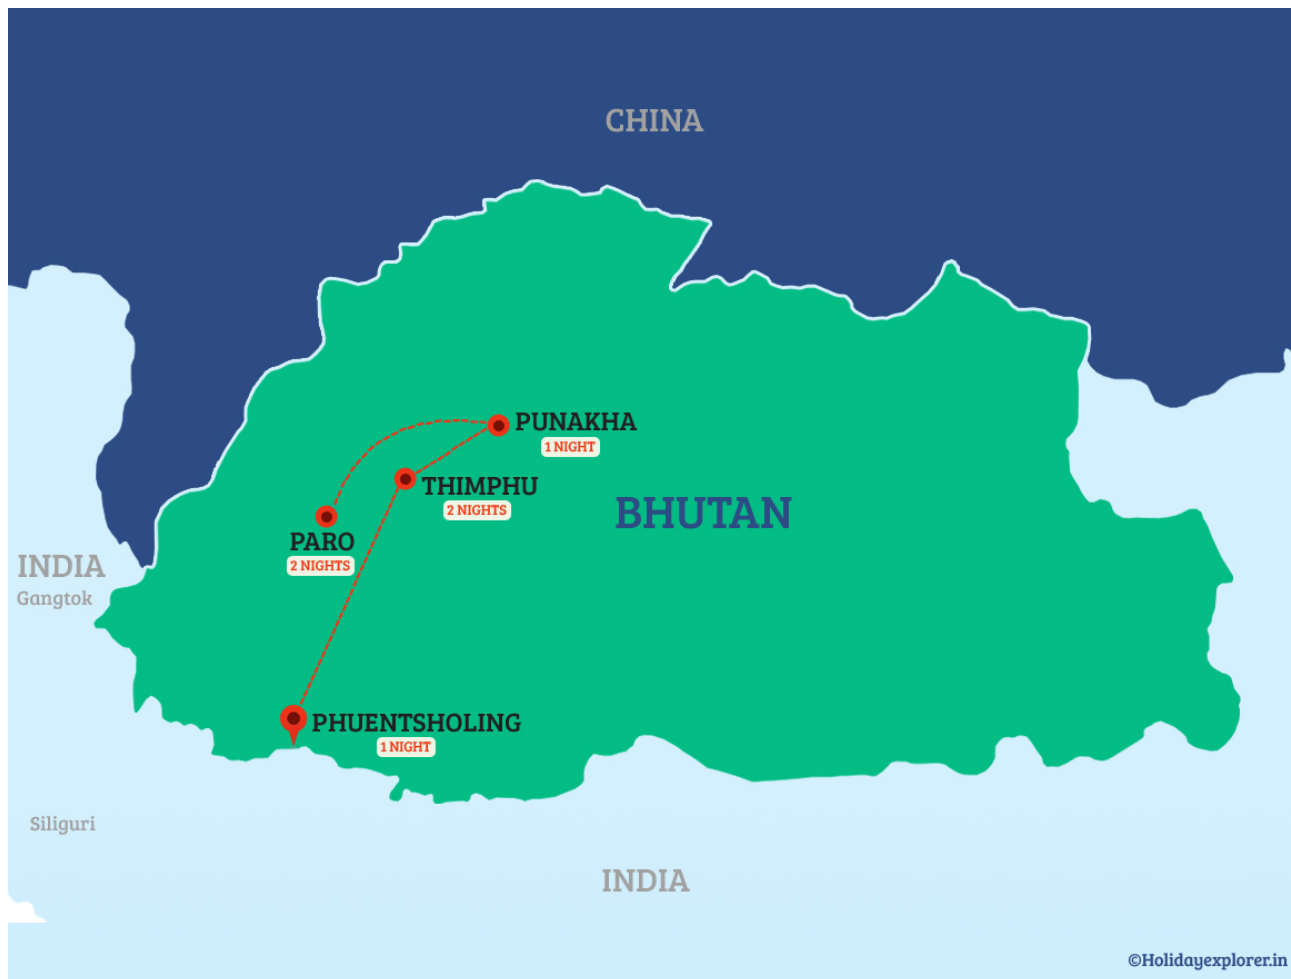 CHINA
PUNAKHA
1 NIGHT
THIMPHU
2 NIGHTS
BHUTAN
PARO
2 NIGHTS
INDIA
Gangtok
PHUENTSHOLING
1 NIGHT
Siliguri
INDIA
©Holidayexplorer.in